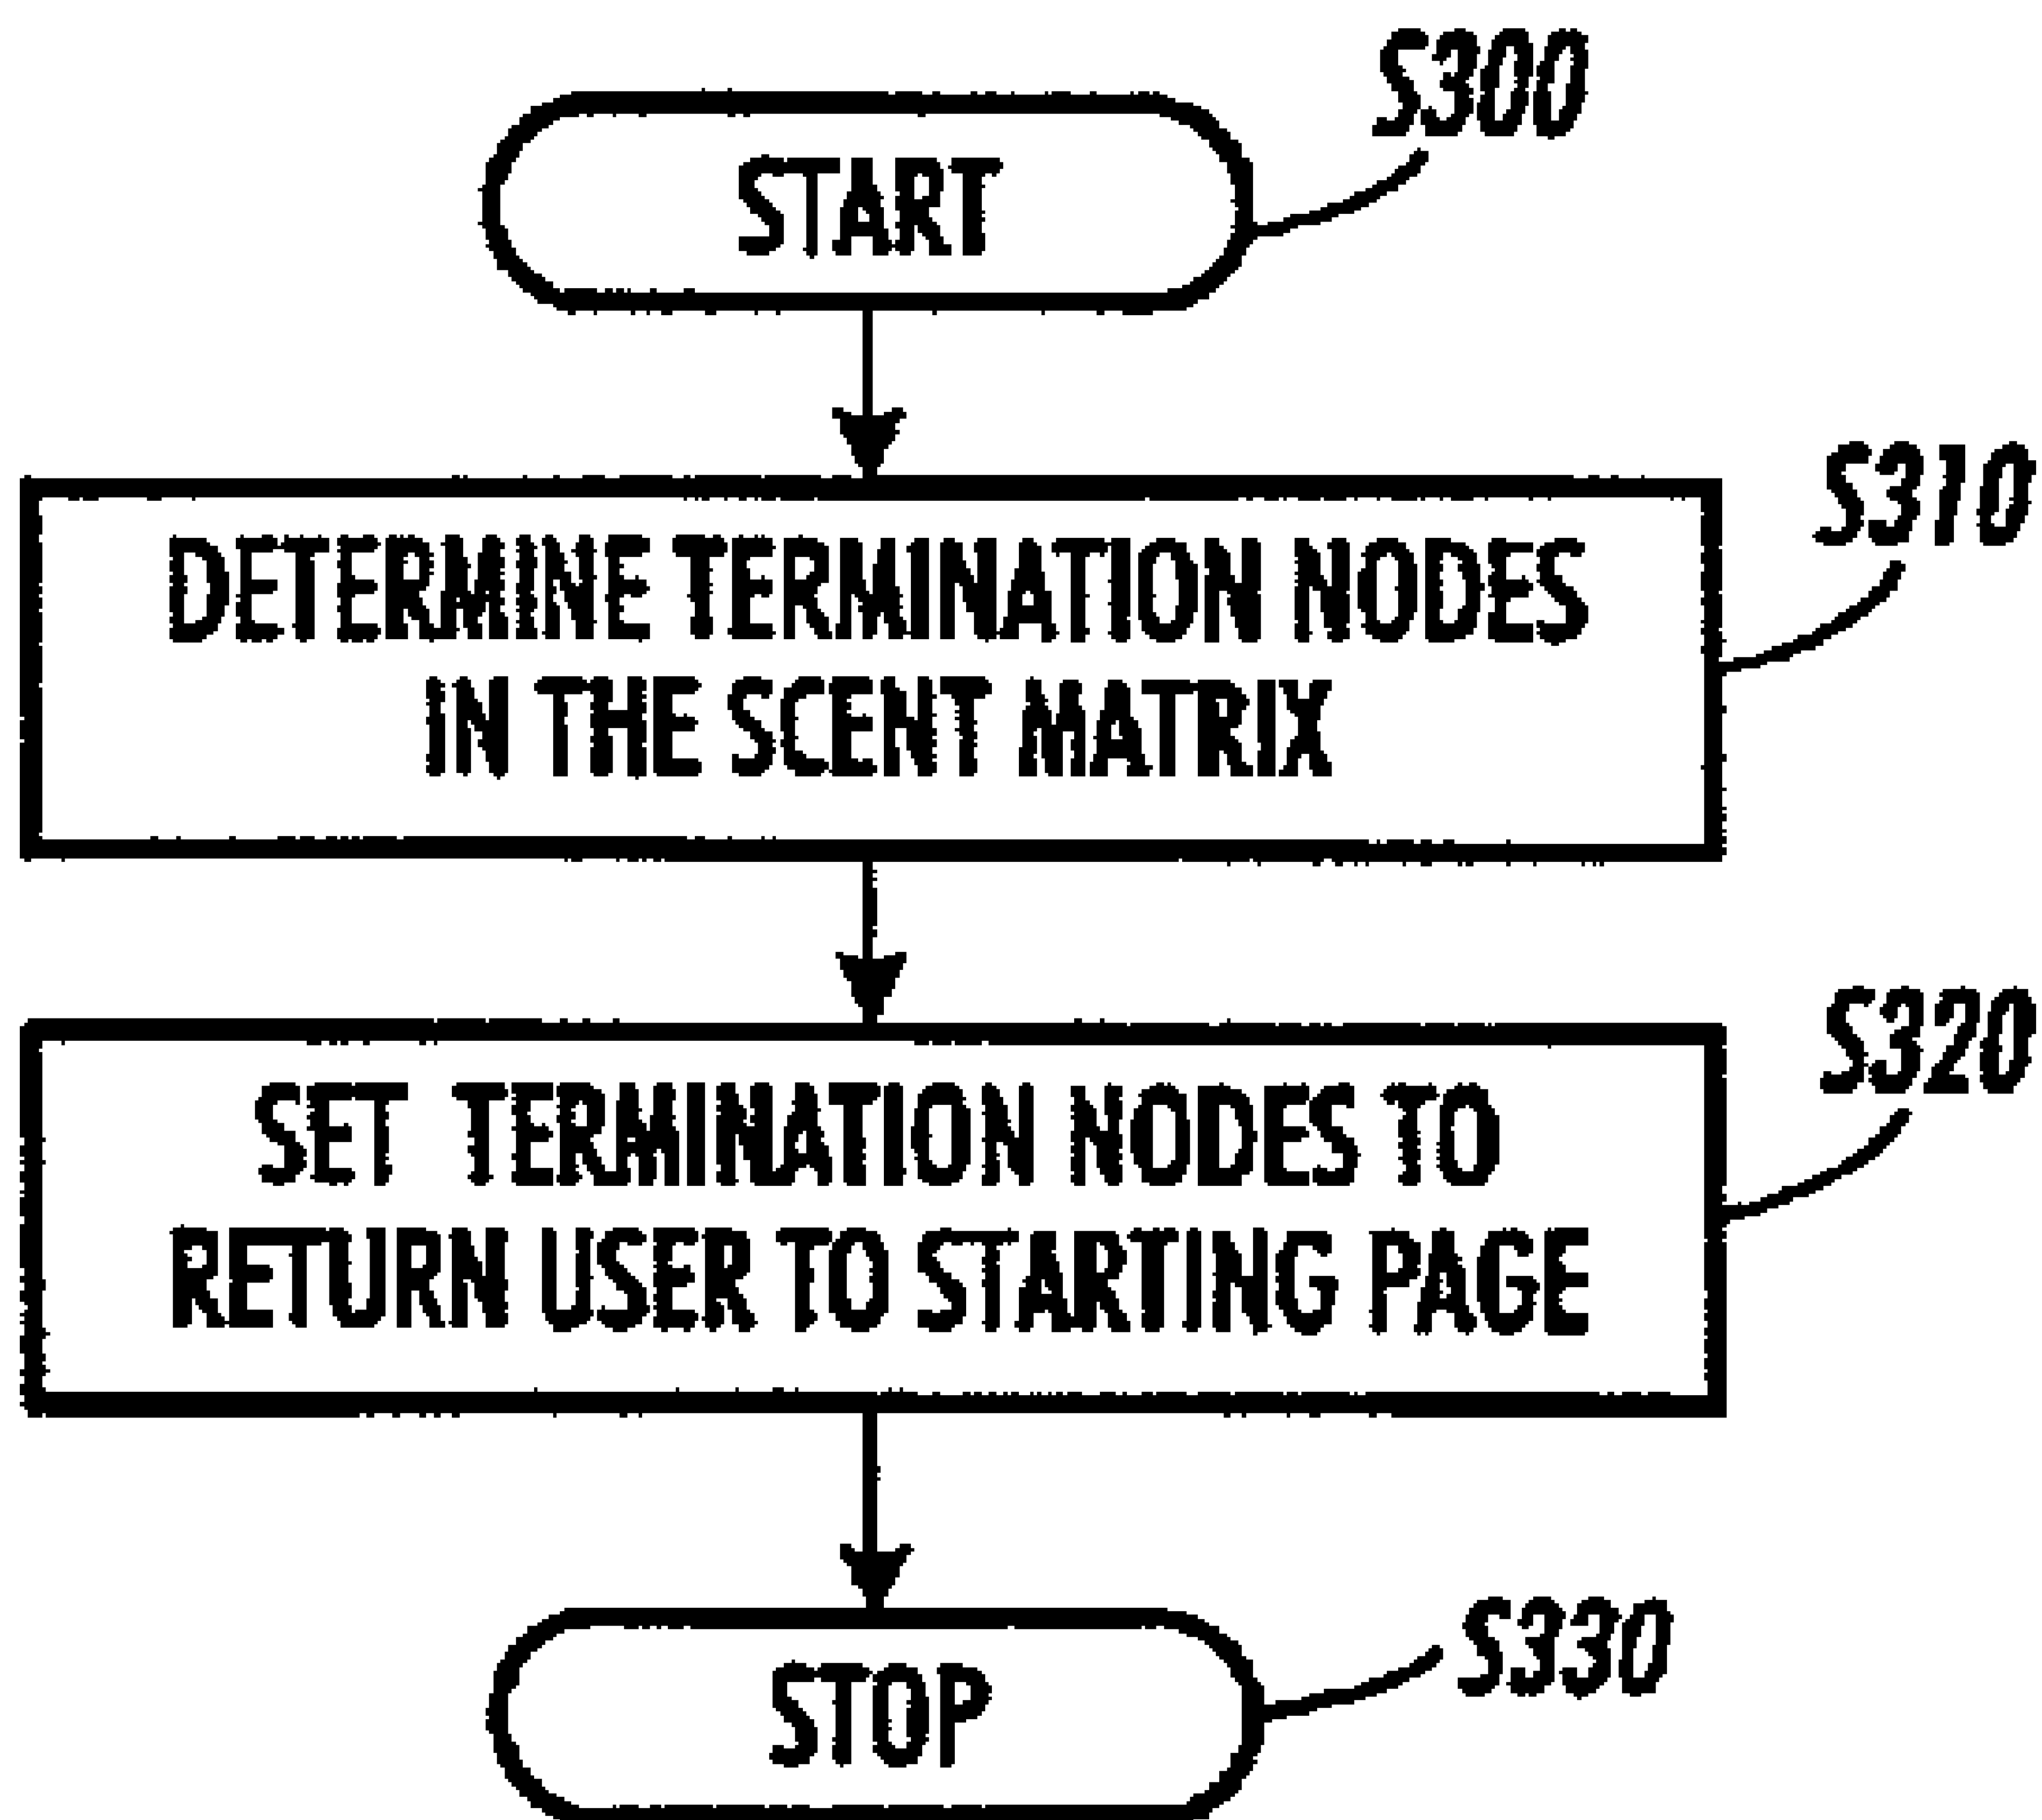 S300
START
S310
DETERMINE TERMINATION NODES
IN THE SCENT MATRIX
S320
SET TERMINATION NODES TO
RETURN USER TO STARTING PAGE
S330
STOP